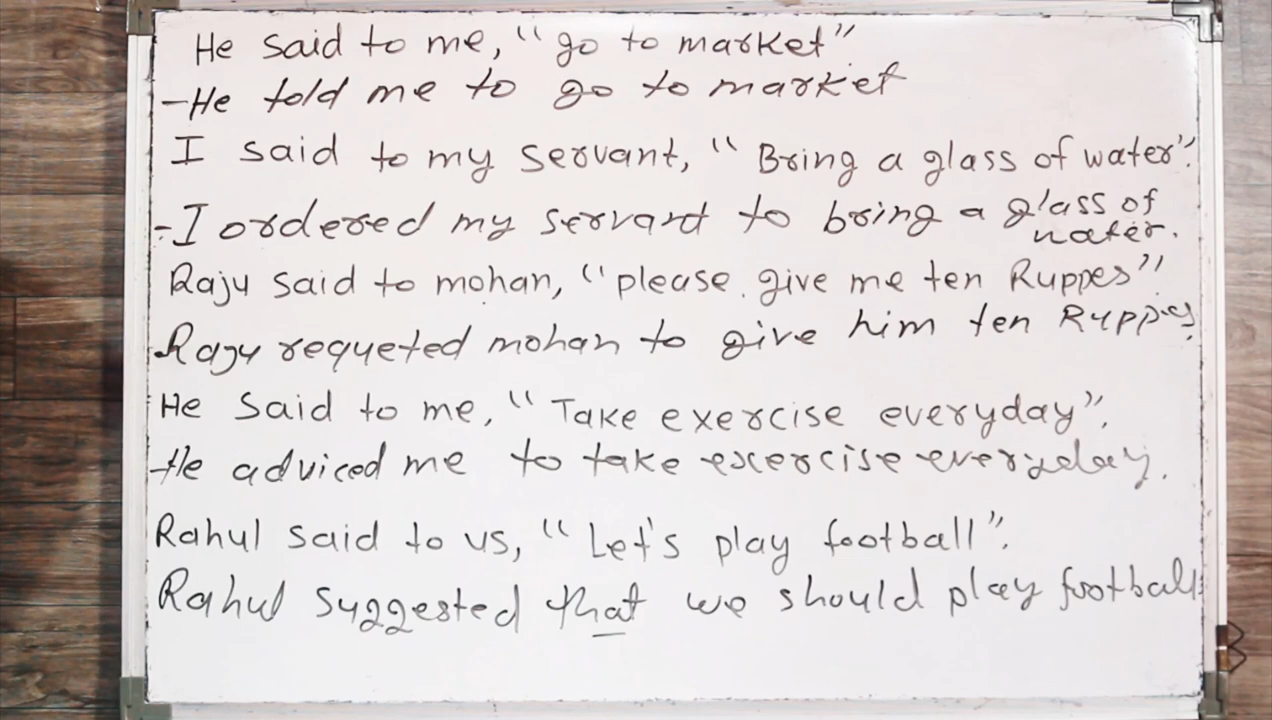 He said to me, "go to market"
-He told me to go to market
I said to my servant, "Bring a glass of water".
-I ordered my servant to bring a glass of
water.
Raju said to mohan, "please give me ten Ruppes"
Raju requeted mohan to give him ten Ruppies.
He said to me, "Take exercise everyday".
He adviced me to take excercise everyday.
Rahul said to us, "Let's play football".
Rahul suggested that we should play football.